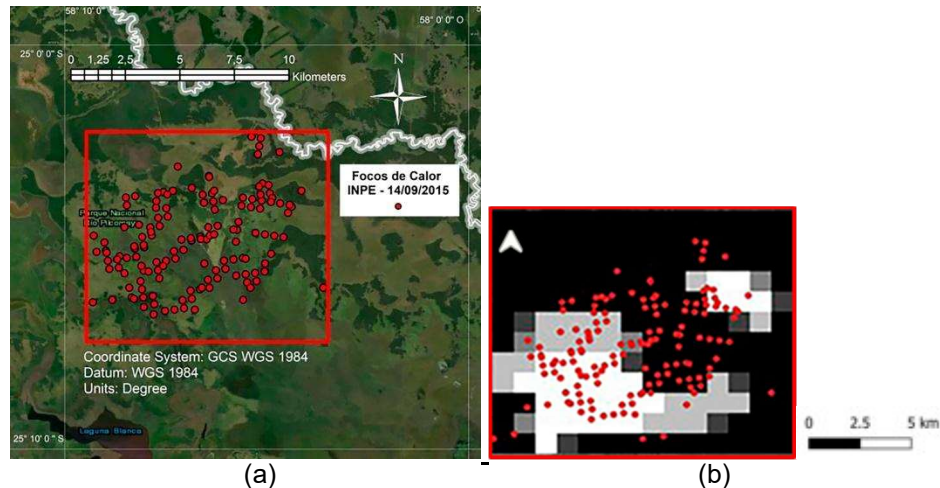 58° 10' 0" O
58° 0' 0" O
25° 0' 0" S
0 1,25 2,5 5 7,5 10
Kilometers
N
Focos de Calor
INPE - 14/09/2015
Parque Nacional
Río Pilcomayo
Coordinate System: GCS WGS 1984
Datum: WGS 1984
Units: Degree
Laguna Blanca
25° 10' 0" S
0 2.5 5 km
(a)
(b)